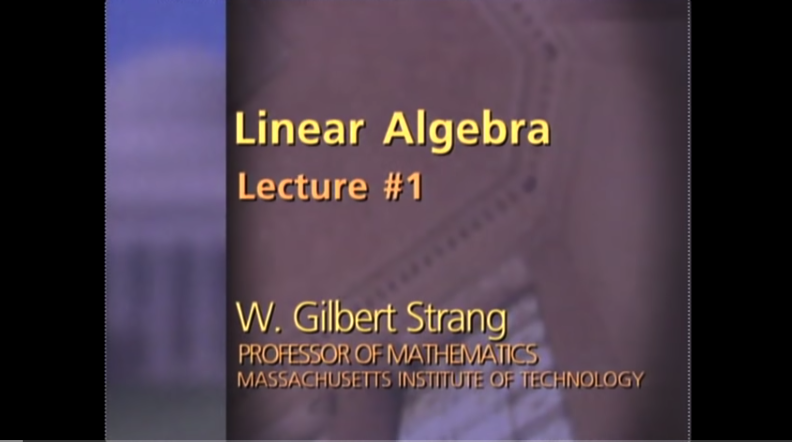 Linear Algebra
Lecture #1
W. Gilbert Strang
PROFESSOR OF MATHEMATICS
MASSACHUSETTS INSTITUTE OF TECHNOLOGY